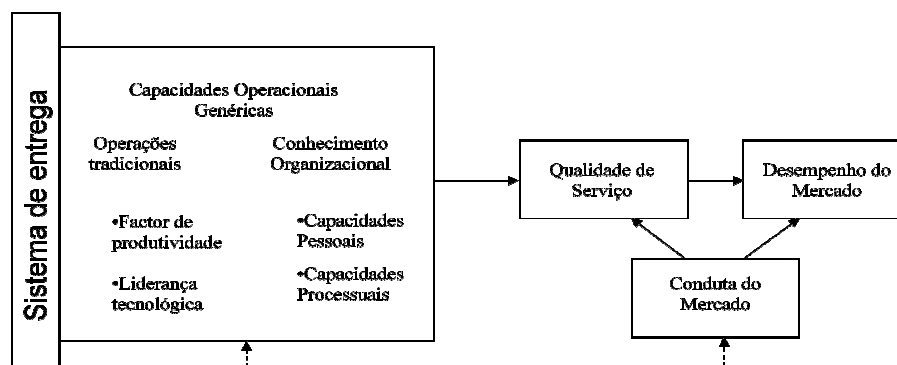 Sistema de entrega
Capacidades Operacionais
Genéricas
Operações
tradicionais
•Factor de
produtividade
•Liderança
tecnológica
Conhecimento
Organizacional
•Capacidades
Pessoais
•Capacidades
Processuais
Qualidade de
Serviço
Desempenho do
Mercado
Conduta do
Mercado